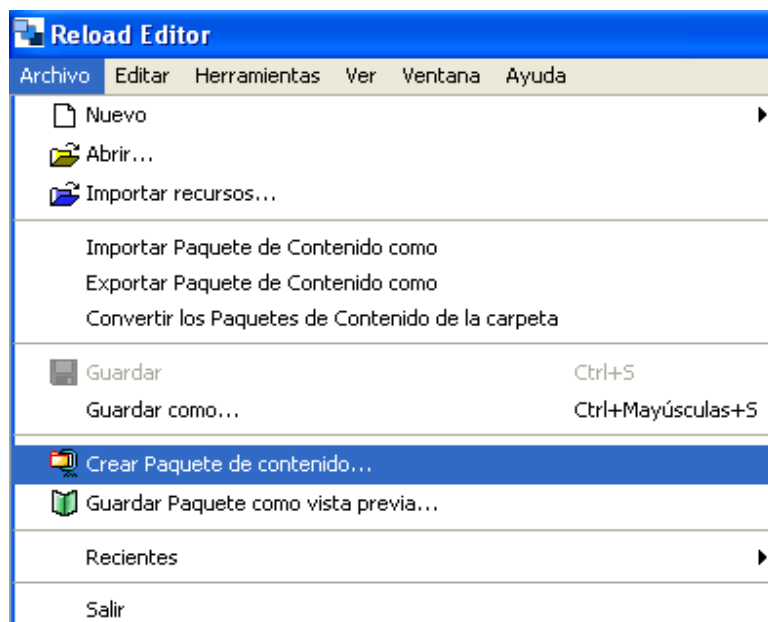 Reload Editor
Archivo Editar Herramientas Ver Ventana Ayuda
Nuevo
Abrir...
Importar recursos...
Importar Paquete de Contenido como
Exportar Paquete de Contenido como
Convertir los Paquetes de Contenido de la carpeta
Guardar Ctrl+S
Guardar como... Ctrl+Mayúsculas+S
Crear Paquete de contenido...
Guardar Paquete como vista previa...
Recientes
Salir